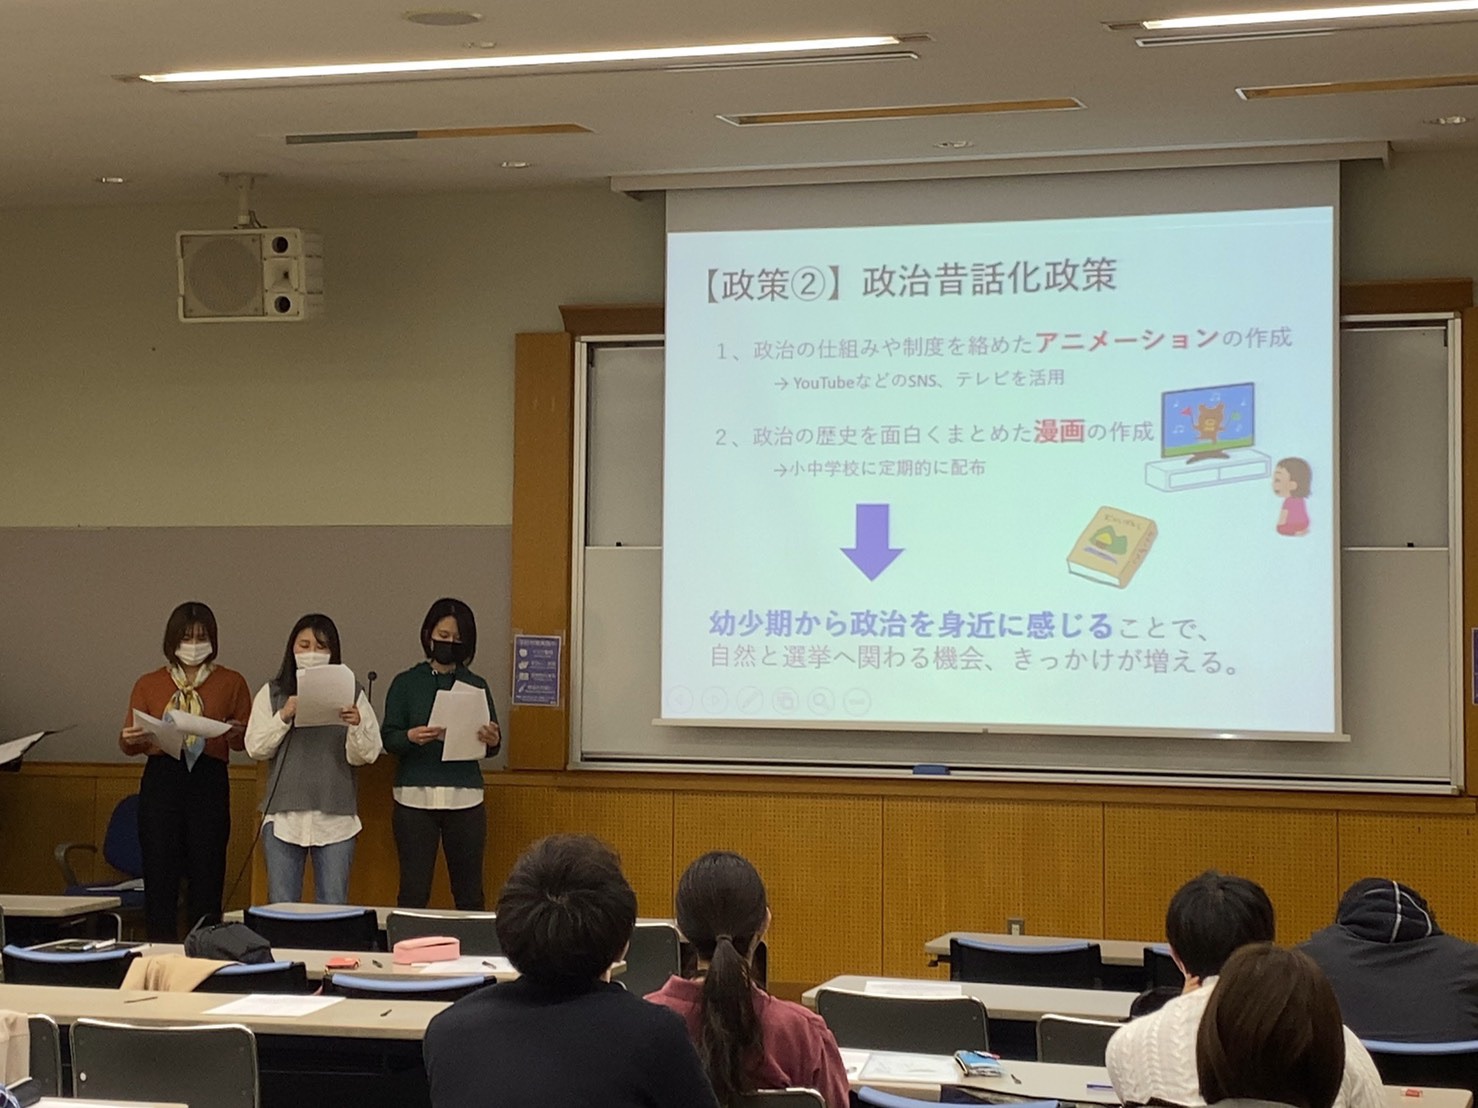 【政策②】政治昔話化政策
1、政治の仕組みや制度を絡めたアニメーションの作成
→YouTubeなどのSNS、テレビを活用
2、政治の歴史を面白くまとめた漫画の作成
→小中学校に定期的に配布
幼少期から政治を身近に感じることで、
自然と選挙へ関わる機会、きっかけが増える。